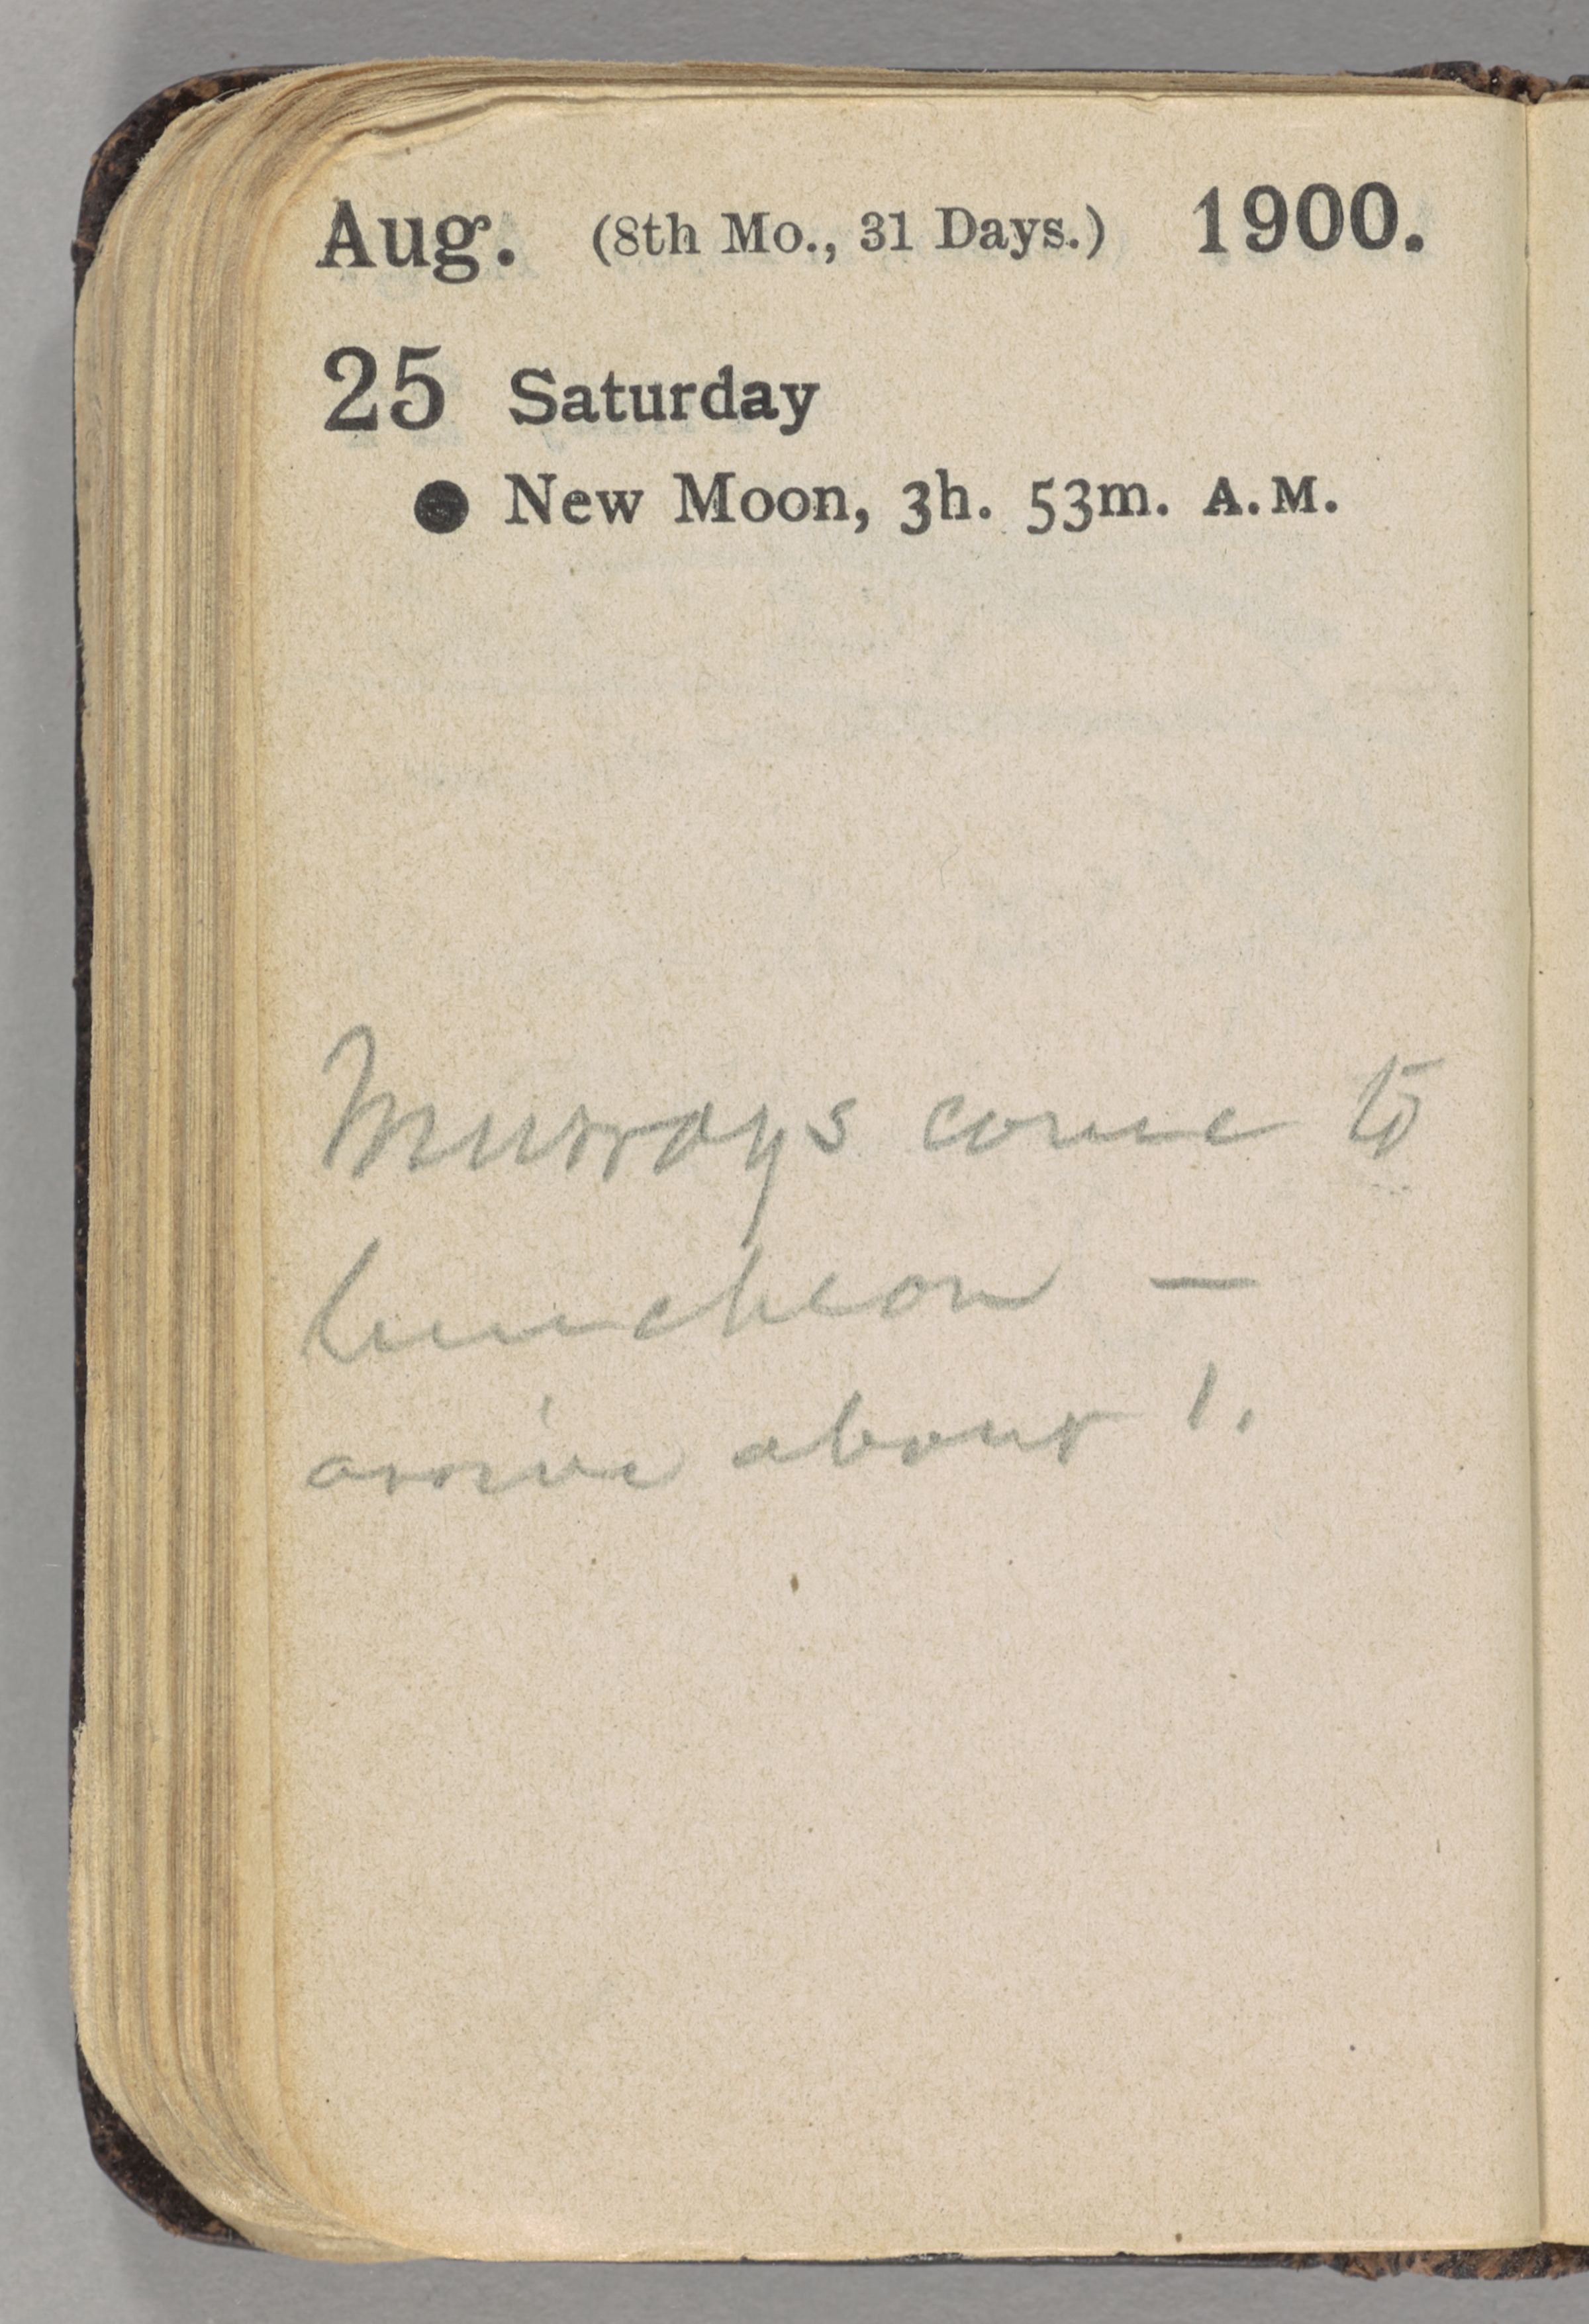 Aug. (8th Mo., 31 Days.) 1900.
25 Saturday
● New Moon, 3h. 53m. A.M.
Murrays come to
luncheon —
arrive about 1.